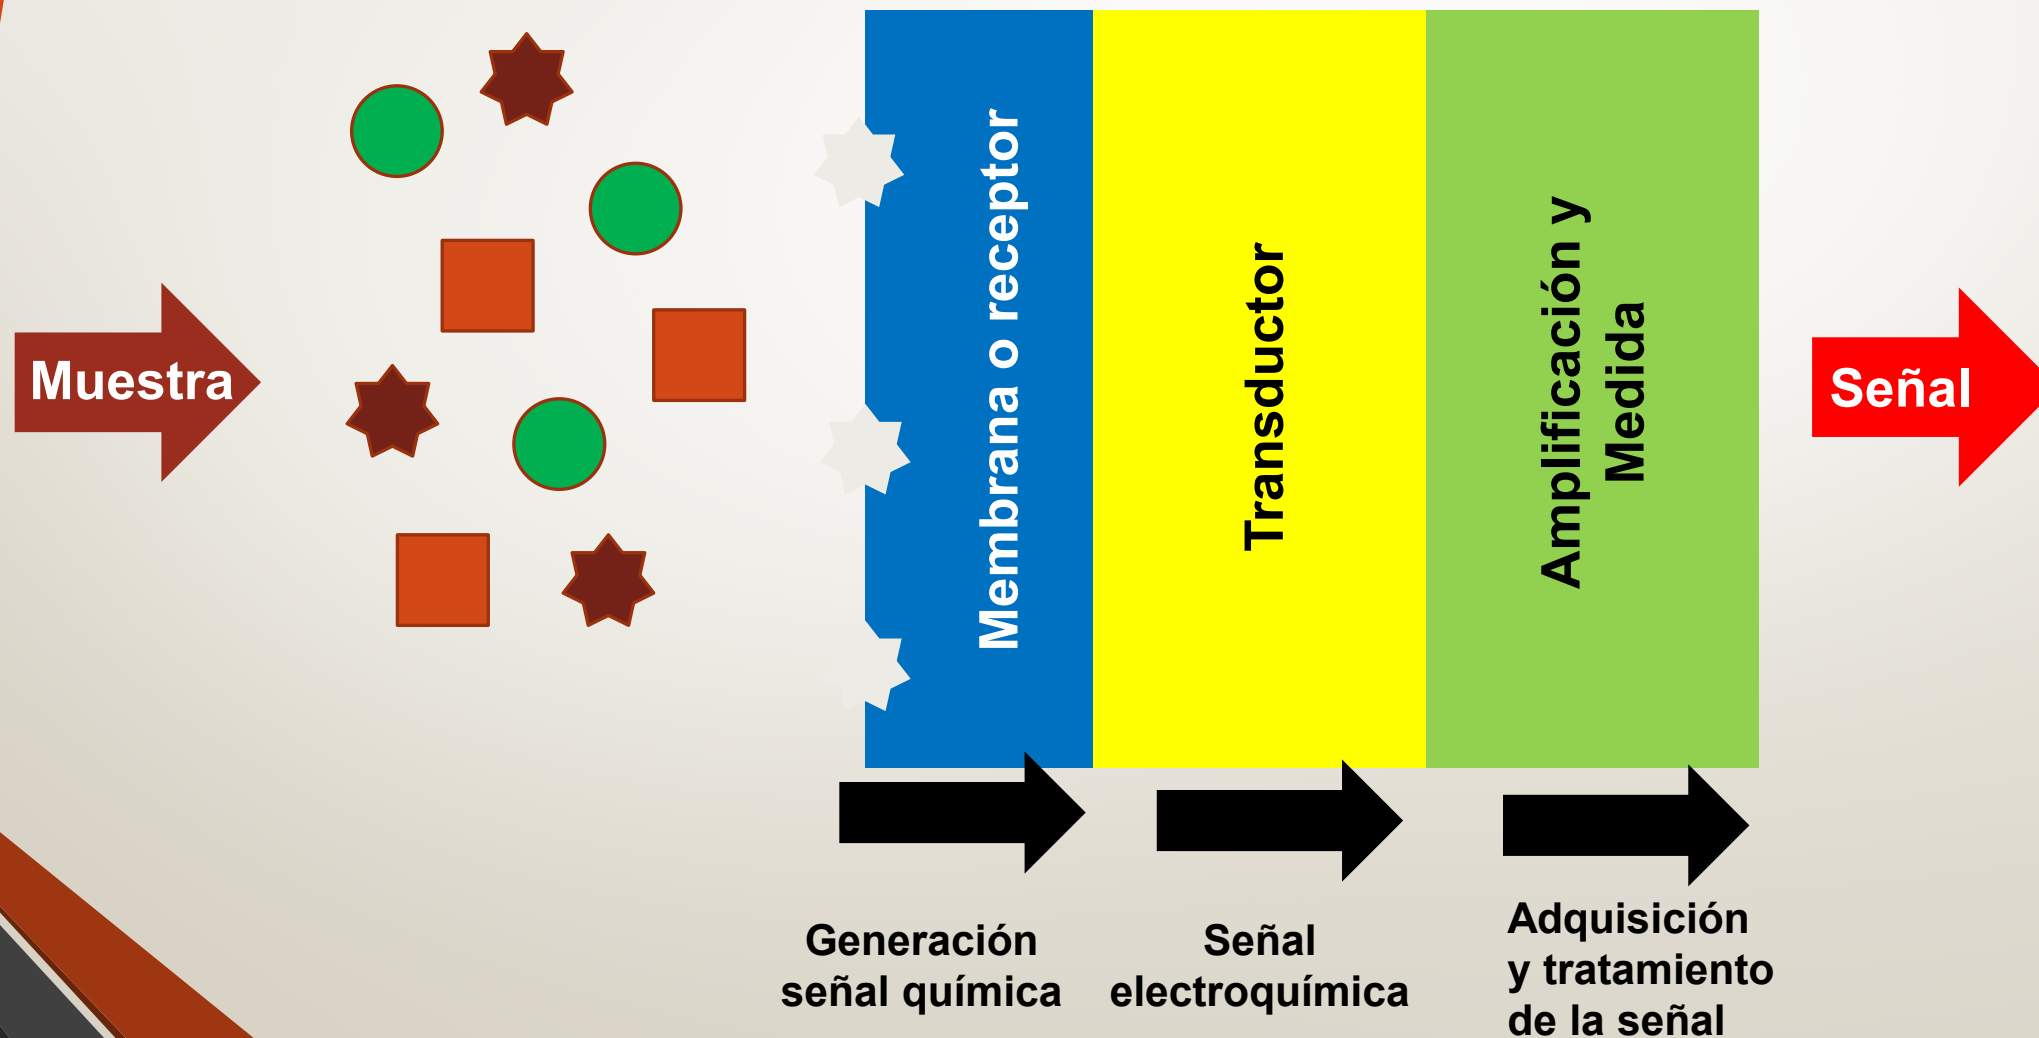 Muestra
Membrana o receptor
Transductor
Amplificación y
Medida
Señal
Generación
señal química
Señal
electroquímica
Adquisición
y tratamiento
de la señal